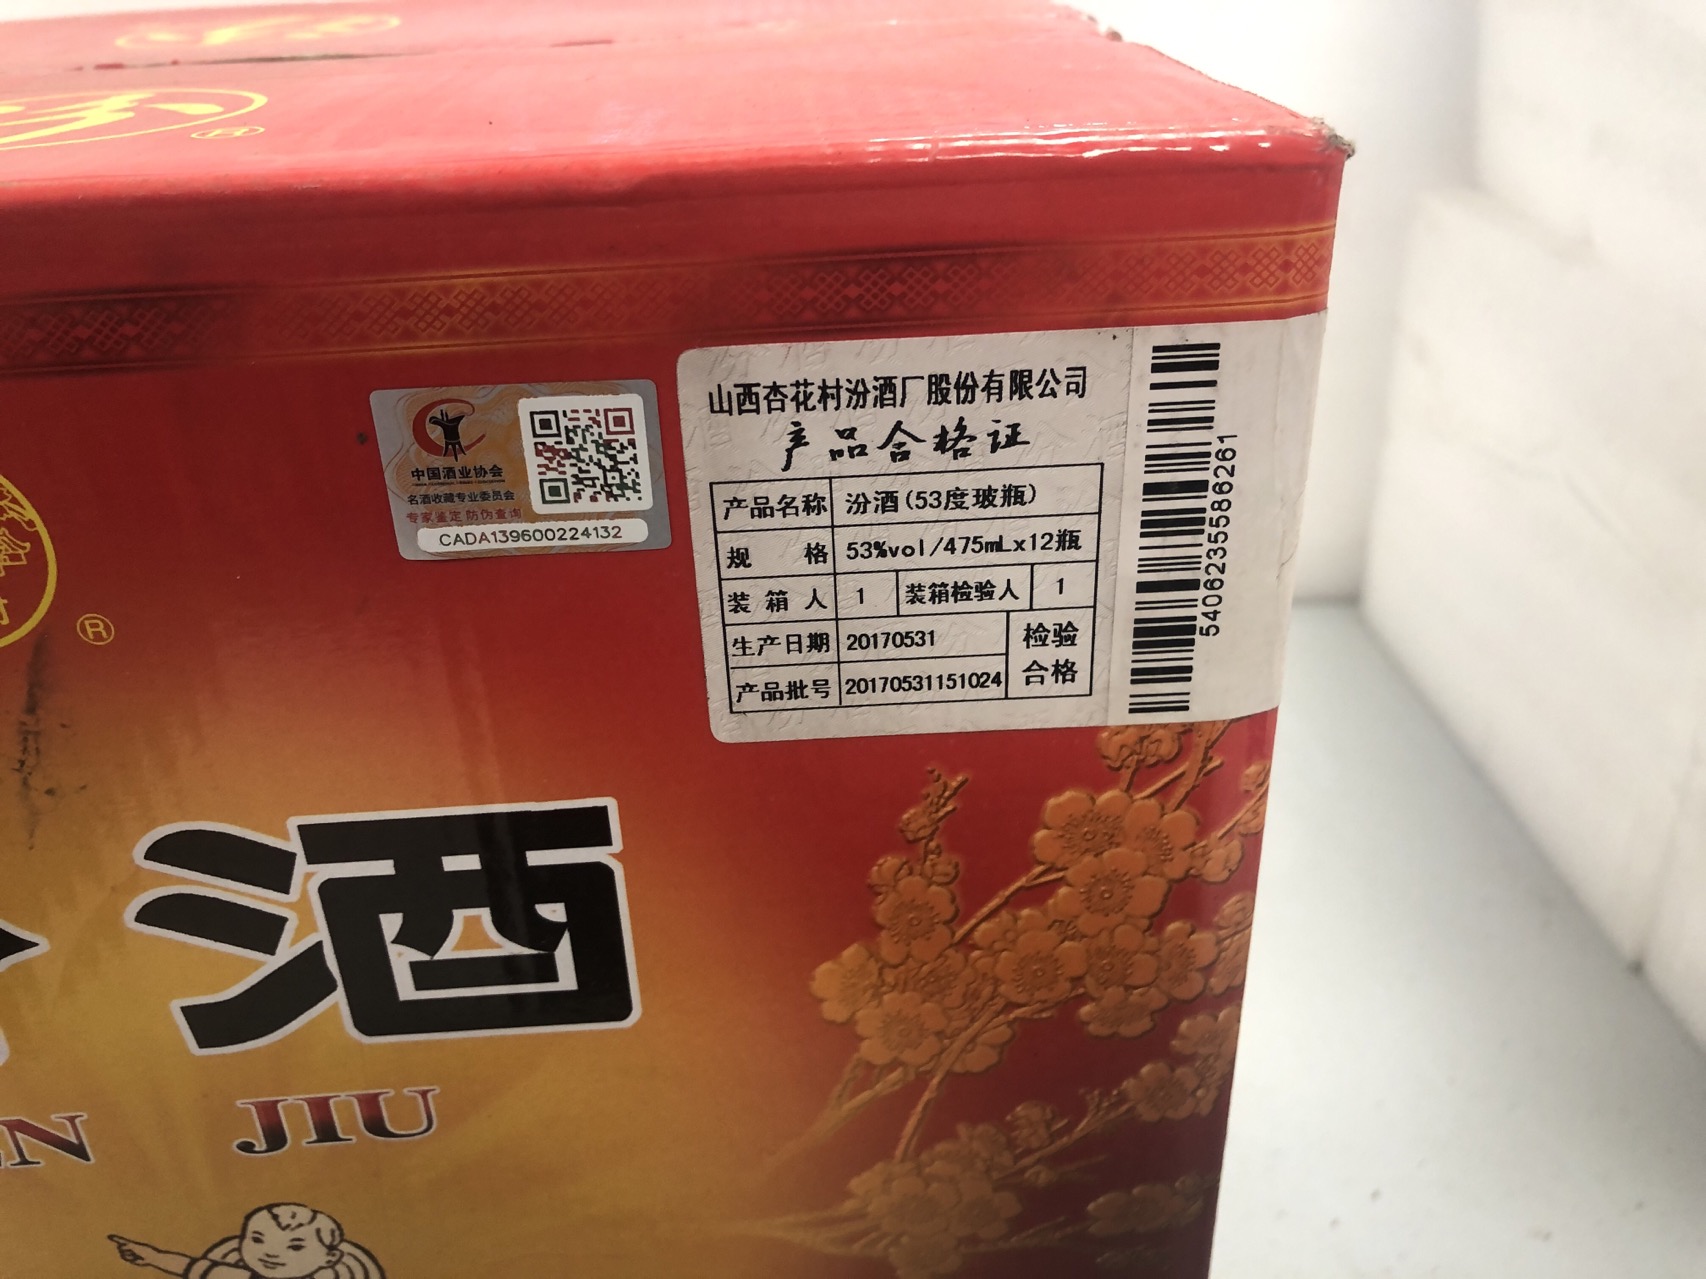 中国酒业协会
名酒收藏专业委员会
专家鉴定 防伪查询
CADA139600224132
山西杏花村汾酒厂股份有限公司
产品合格证
产品名称 汾酒(53度玻瓶)
规 格 53%vol/475mLx12瓶
装箱人 1 装箱检验人 1
生产日期 20170531 检验
产品批号 20170531151024 合格
5406235586261
®
®
酒
EN JIU